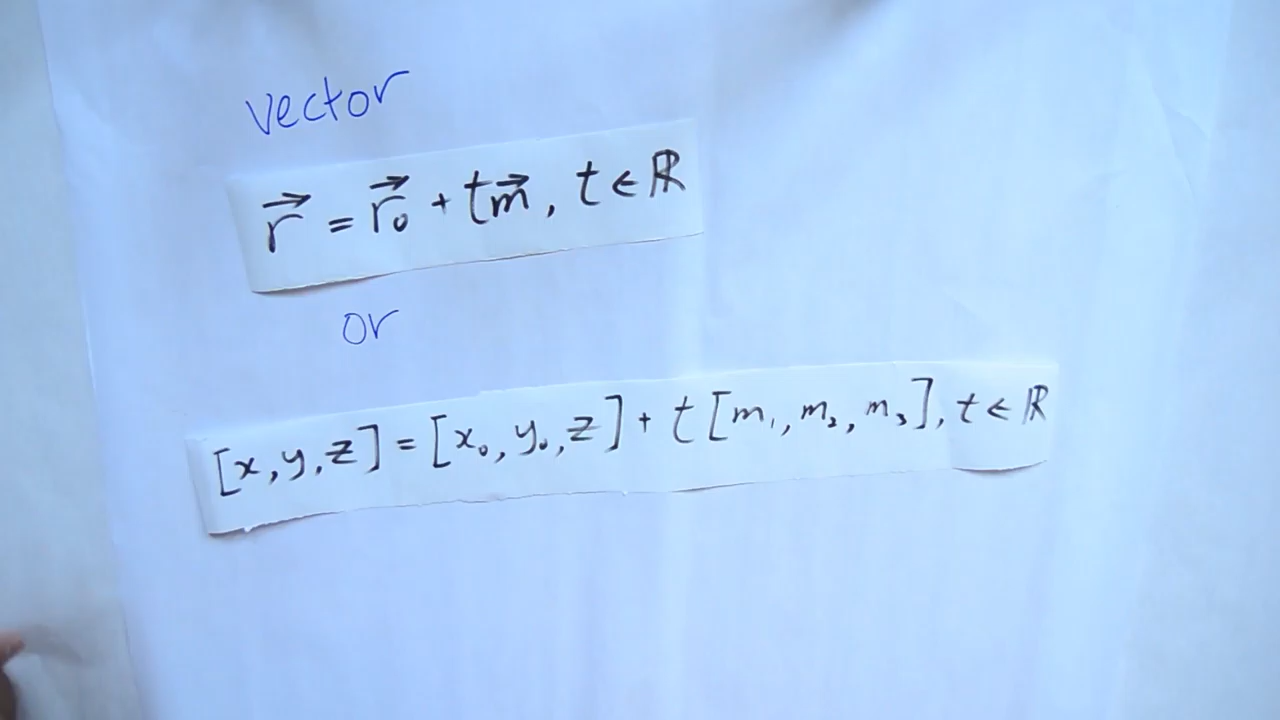 vector
r⃗ = r⃗₀ + tm⃗, t ∈ ℝ
or
[x, y, z] = [x₀, y₀, z] + t [m₁, m₂, m₃], t ∈ ℝ